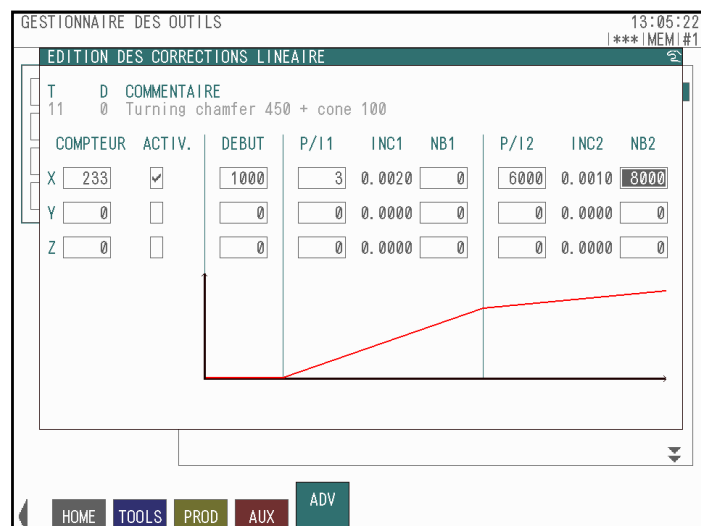 GESTIONNAIRE DES OUTILS 13:05:22
|***|MEM|#1
EDITION DES CORRECTIONS LINEAIRE
T D COMMENTAIRE
11 0 Turning chamfer 450 + cone 100
COMPTEUR ACTIV. DEBUT P/I1 INC1 NB1 P/I2 INC2 NB2
X 233 1000 3 0.0020 0 6000 0.0010 8000
Y 0 0 0 0.0000 0 0 0.0000 0
Z 0 0 0 0.0000 0 0 0.0000 0
HOME TOOLS PROD AUX ADV